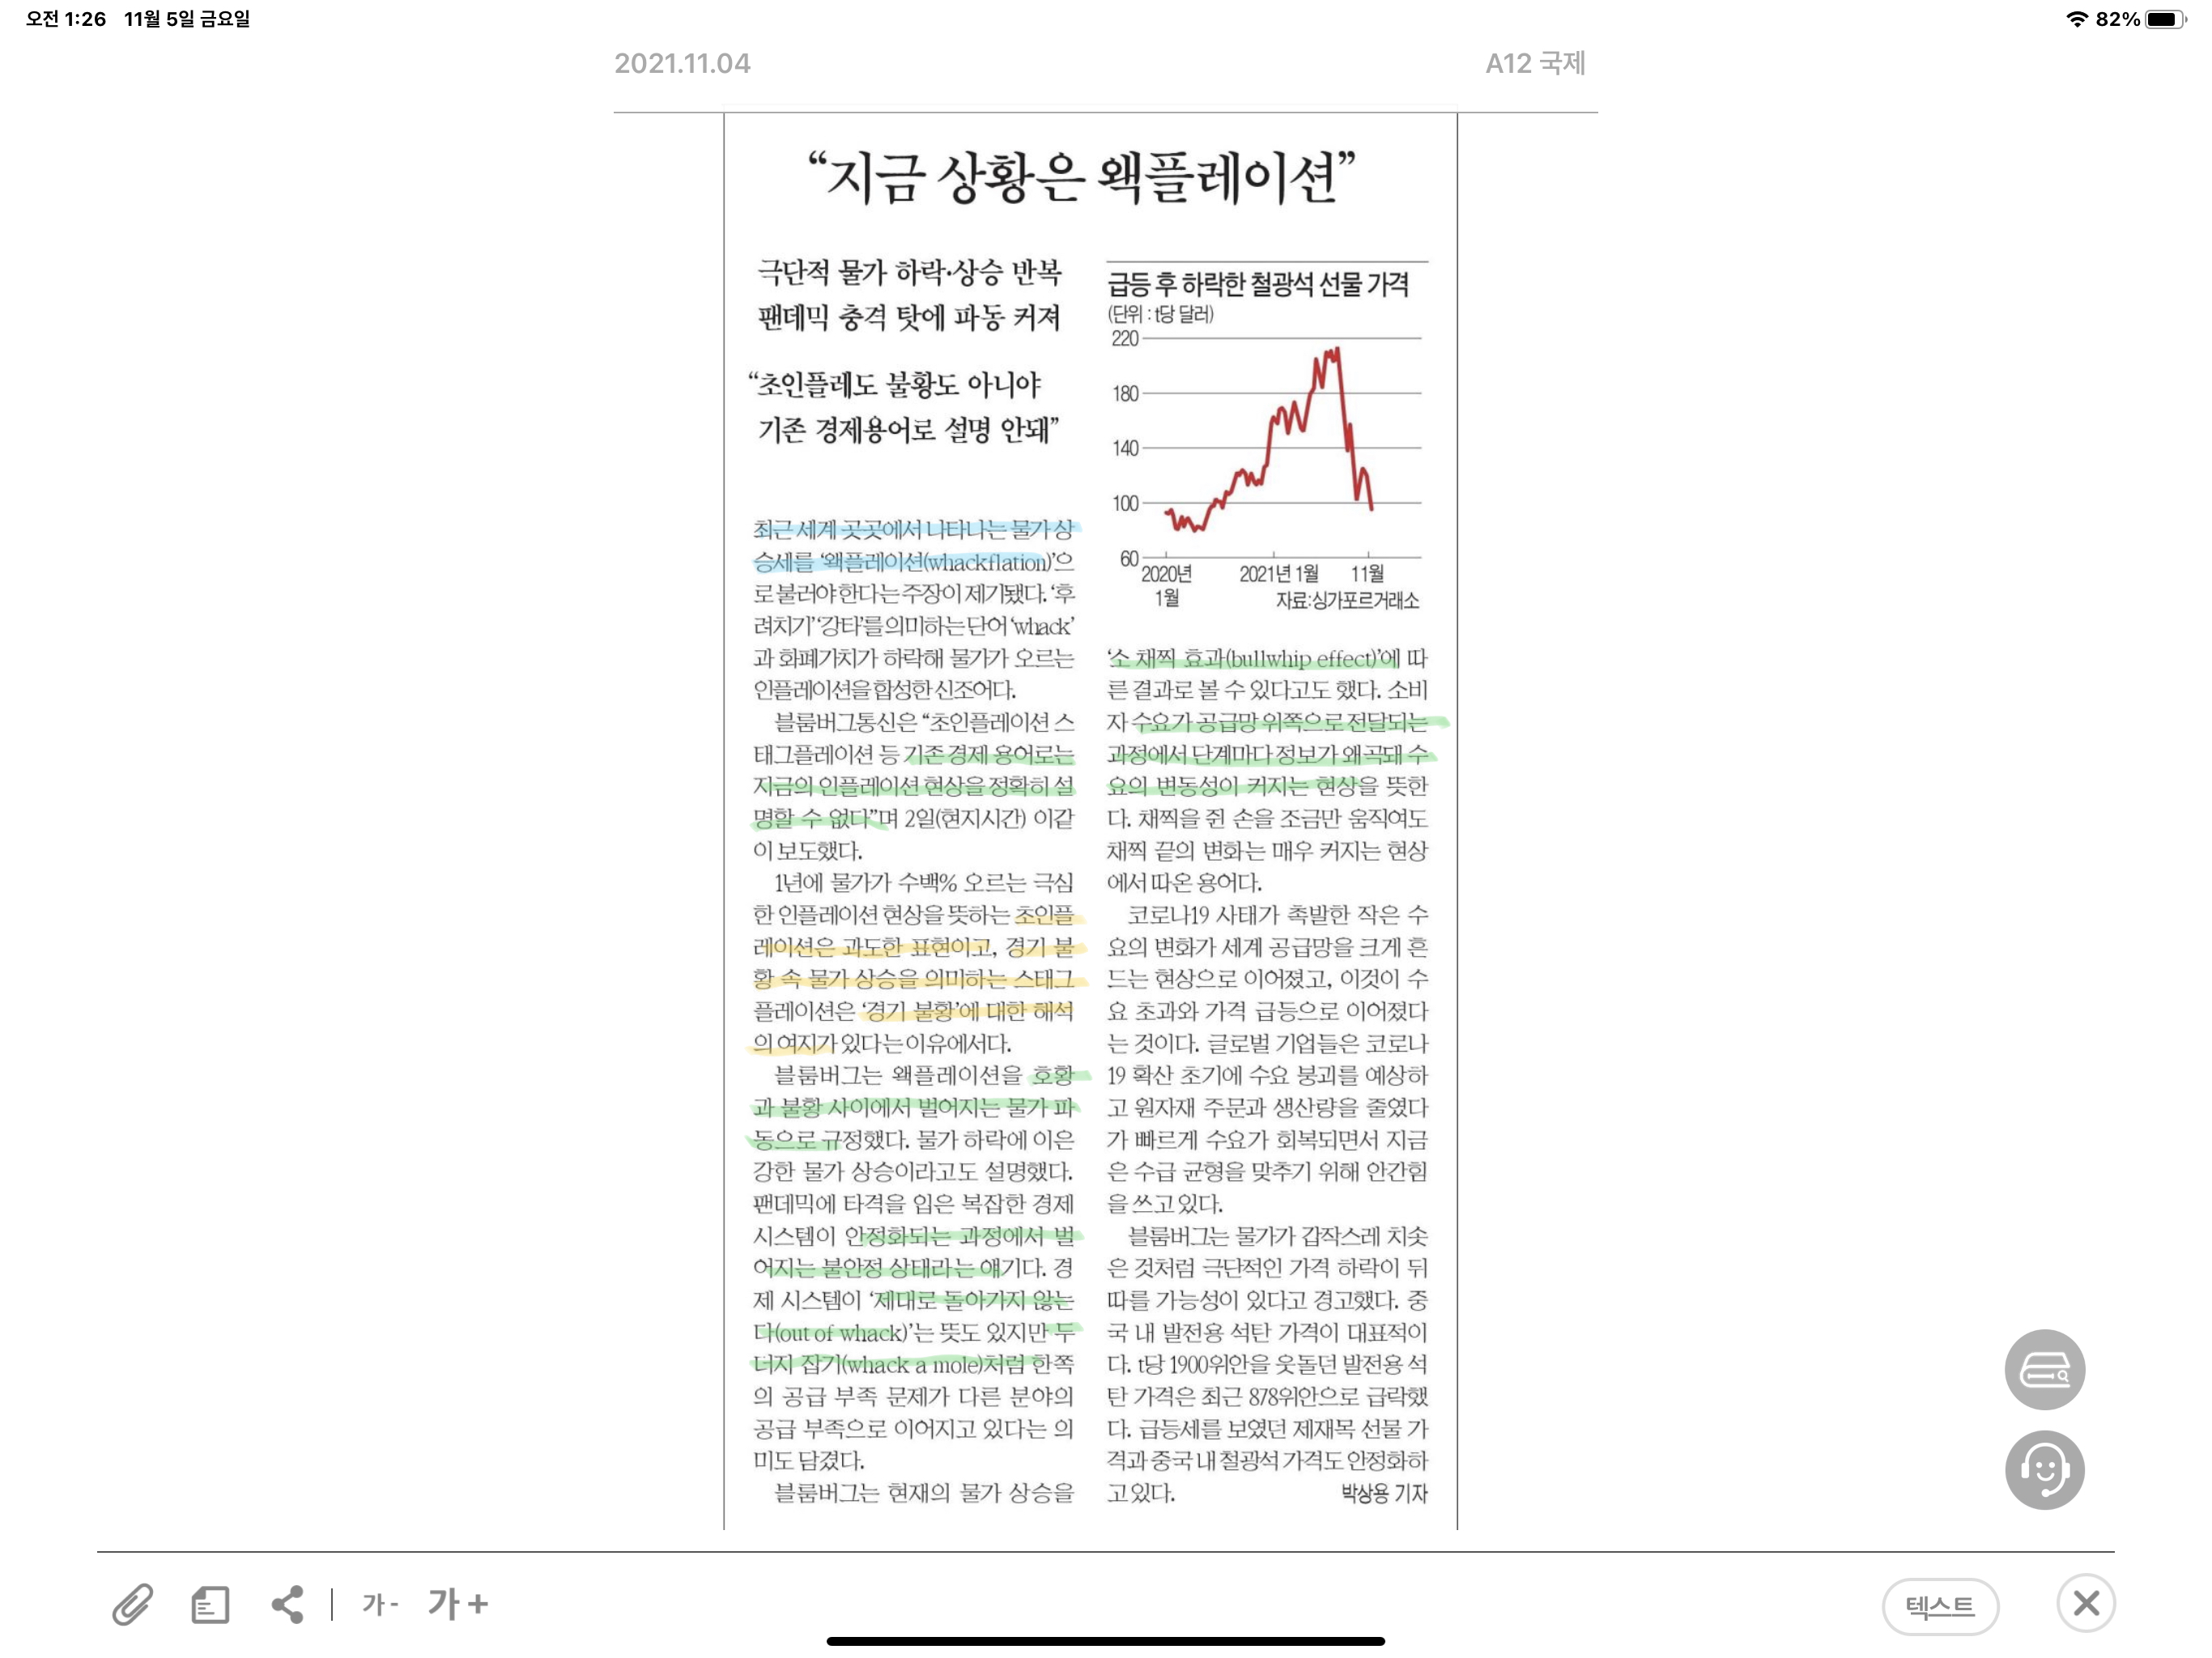 오전 1:26 11월 5일 금요일
82%
2021.11.04
A12 국제
“지금 상황은 왝플레이션”
극단적 물가 하락·상승 반복
팬데믹 충격 탓에 파동 커져
“초인플레도 불황도 아니야
기존 경제용어로 설명 안돼”
최근 세계 곳곳에서 나타나는 물가 상
승세를 ‘왝플레이션(whackflation)’으
로 불러야 한다는 주장이 제기됐다. ‘후
려치기’ ‘강타’를 의미하는 단어 ‘whack’
과 화폐가치가 하락해 물가가 오르는
인플레이션을 합성한 신조어다.
블룸버그통신은 “초인플레이션 스
태그플레이션 등 기존 경제 용어로는
지금의 인플레이션 현상을 정확히 설
명할 수 없다”며 2일(현지시간) 이같
이 보도했다.
1년에 물가가 수백% 오르는 극심
한 인플레이션 현상을 뜻하는 초인플
레이션은 과도한 표현이고, 경기 불
황 속 물가 상승을 의미하는 스태그
플레이션은 ‘경기 불황’에 대한 해석
의 여지가 있다는 이유에서다.
블룸버그는 왝플레이션을 호황
과 불황 사이에서 벌어지는 물가 파
동으로 규정했다. 물가 하락에 이은
강한 물가 상승이라고도 설명했다.
팬데믹에 타격을 입은 복잡한 경제
시스템이 안정화되는 과정에서 벌
어지는 불안정 상태라는 얘기다. 경
제 시스템이 ‘제대로 돌아가지 않는
다(out of whack)’는 뜻도 있지만 두
더지 잡기(whack a mole)처럼 한쪽
의 공급 부족 문제가 다른 분야의
공급 부족으로 이어지고 있다는 의
미도 담겼다.
블룸버그는 현재의 물가 상승을
급등 후 하락한 철광석 선물 가격
(단위 : t당 달러)
220
180
140
100
60
2020년 2021년 1월 11월
1월
자료:싱가포르거래소
‘소 채찍 효과(bullwhip effect)’에 따
른 결과로 볼 수 있다고도 했다. 소비
자 수요가 공급망 위쪽으로 전달되는
과정에서 단계마다 정보가 왜곡돼 수
요의 변동성이 커지는 현상을 뜻한
다. 채찍을 쥔 손을 조금만 움직여도
채찍 끝의 변화는 매우 커지는 현상
에서 따온 용어다.
코로나19 사태가 촉발한 작은 수
요의 변화가 세계 공급망을 크게 흔
드는 현상으로 이어졌고, 이것이 수
요 초과와 가격 급등으로 이어졌다
는 것이다. 글로벌 기업들은 코로나
19 확산 초기에 수요 붕괴를 예상하
고 원자재 주문과 생산량을 줄였다
가 빠르게 수요가 회복되면서 지금
은 수급 균형을 맞추기 위해 안간힘
을 쓰고 있다.
블룸버그는 물가가 갑작스레 치솟
은 것처럼 극단적인 가격 하락이 뒤
따를 가능성이 있다고 경고했다. 중
국 내 발전용 석탄 가격이 대표적이
다. t당 1900위안을 웃돌던 발전용 석
탄 가격은 최근 878위안으로 급락했
다. 급등세를 보였던 제재목 선물 가
격과 중국 내 철광석 가격도 안정화하
고 있다.
박상용 기자
가- 가+
텍스트